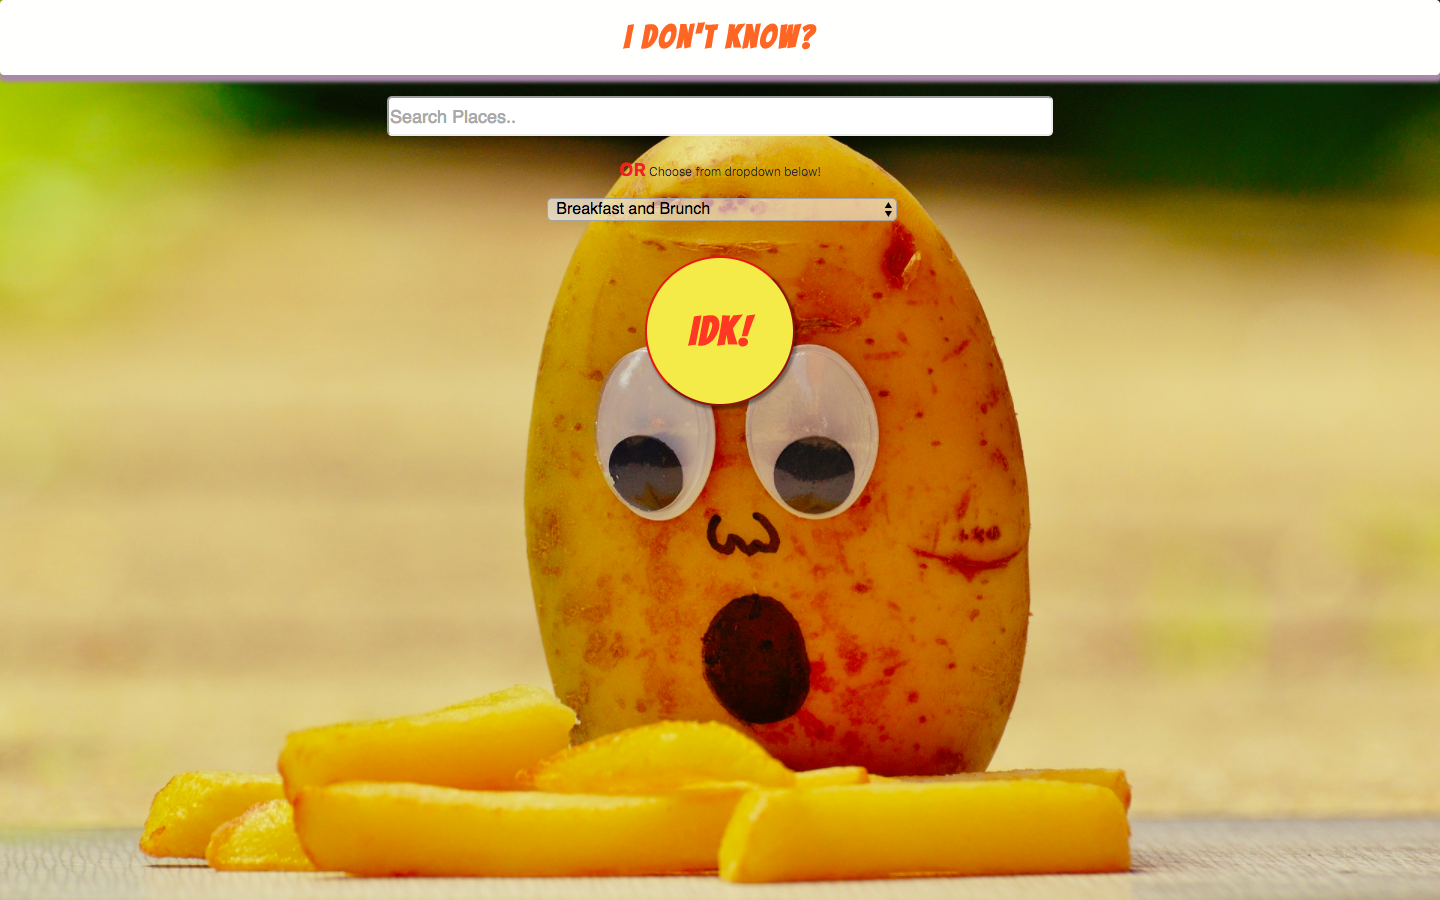 I DON'T KNOW?
Search Places..
OR Choose from dropdown below!
Breakfast and Brunch
IDK!